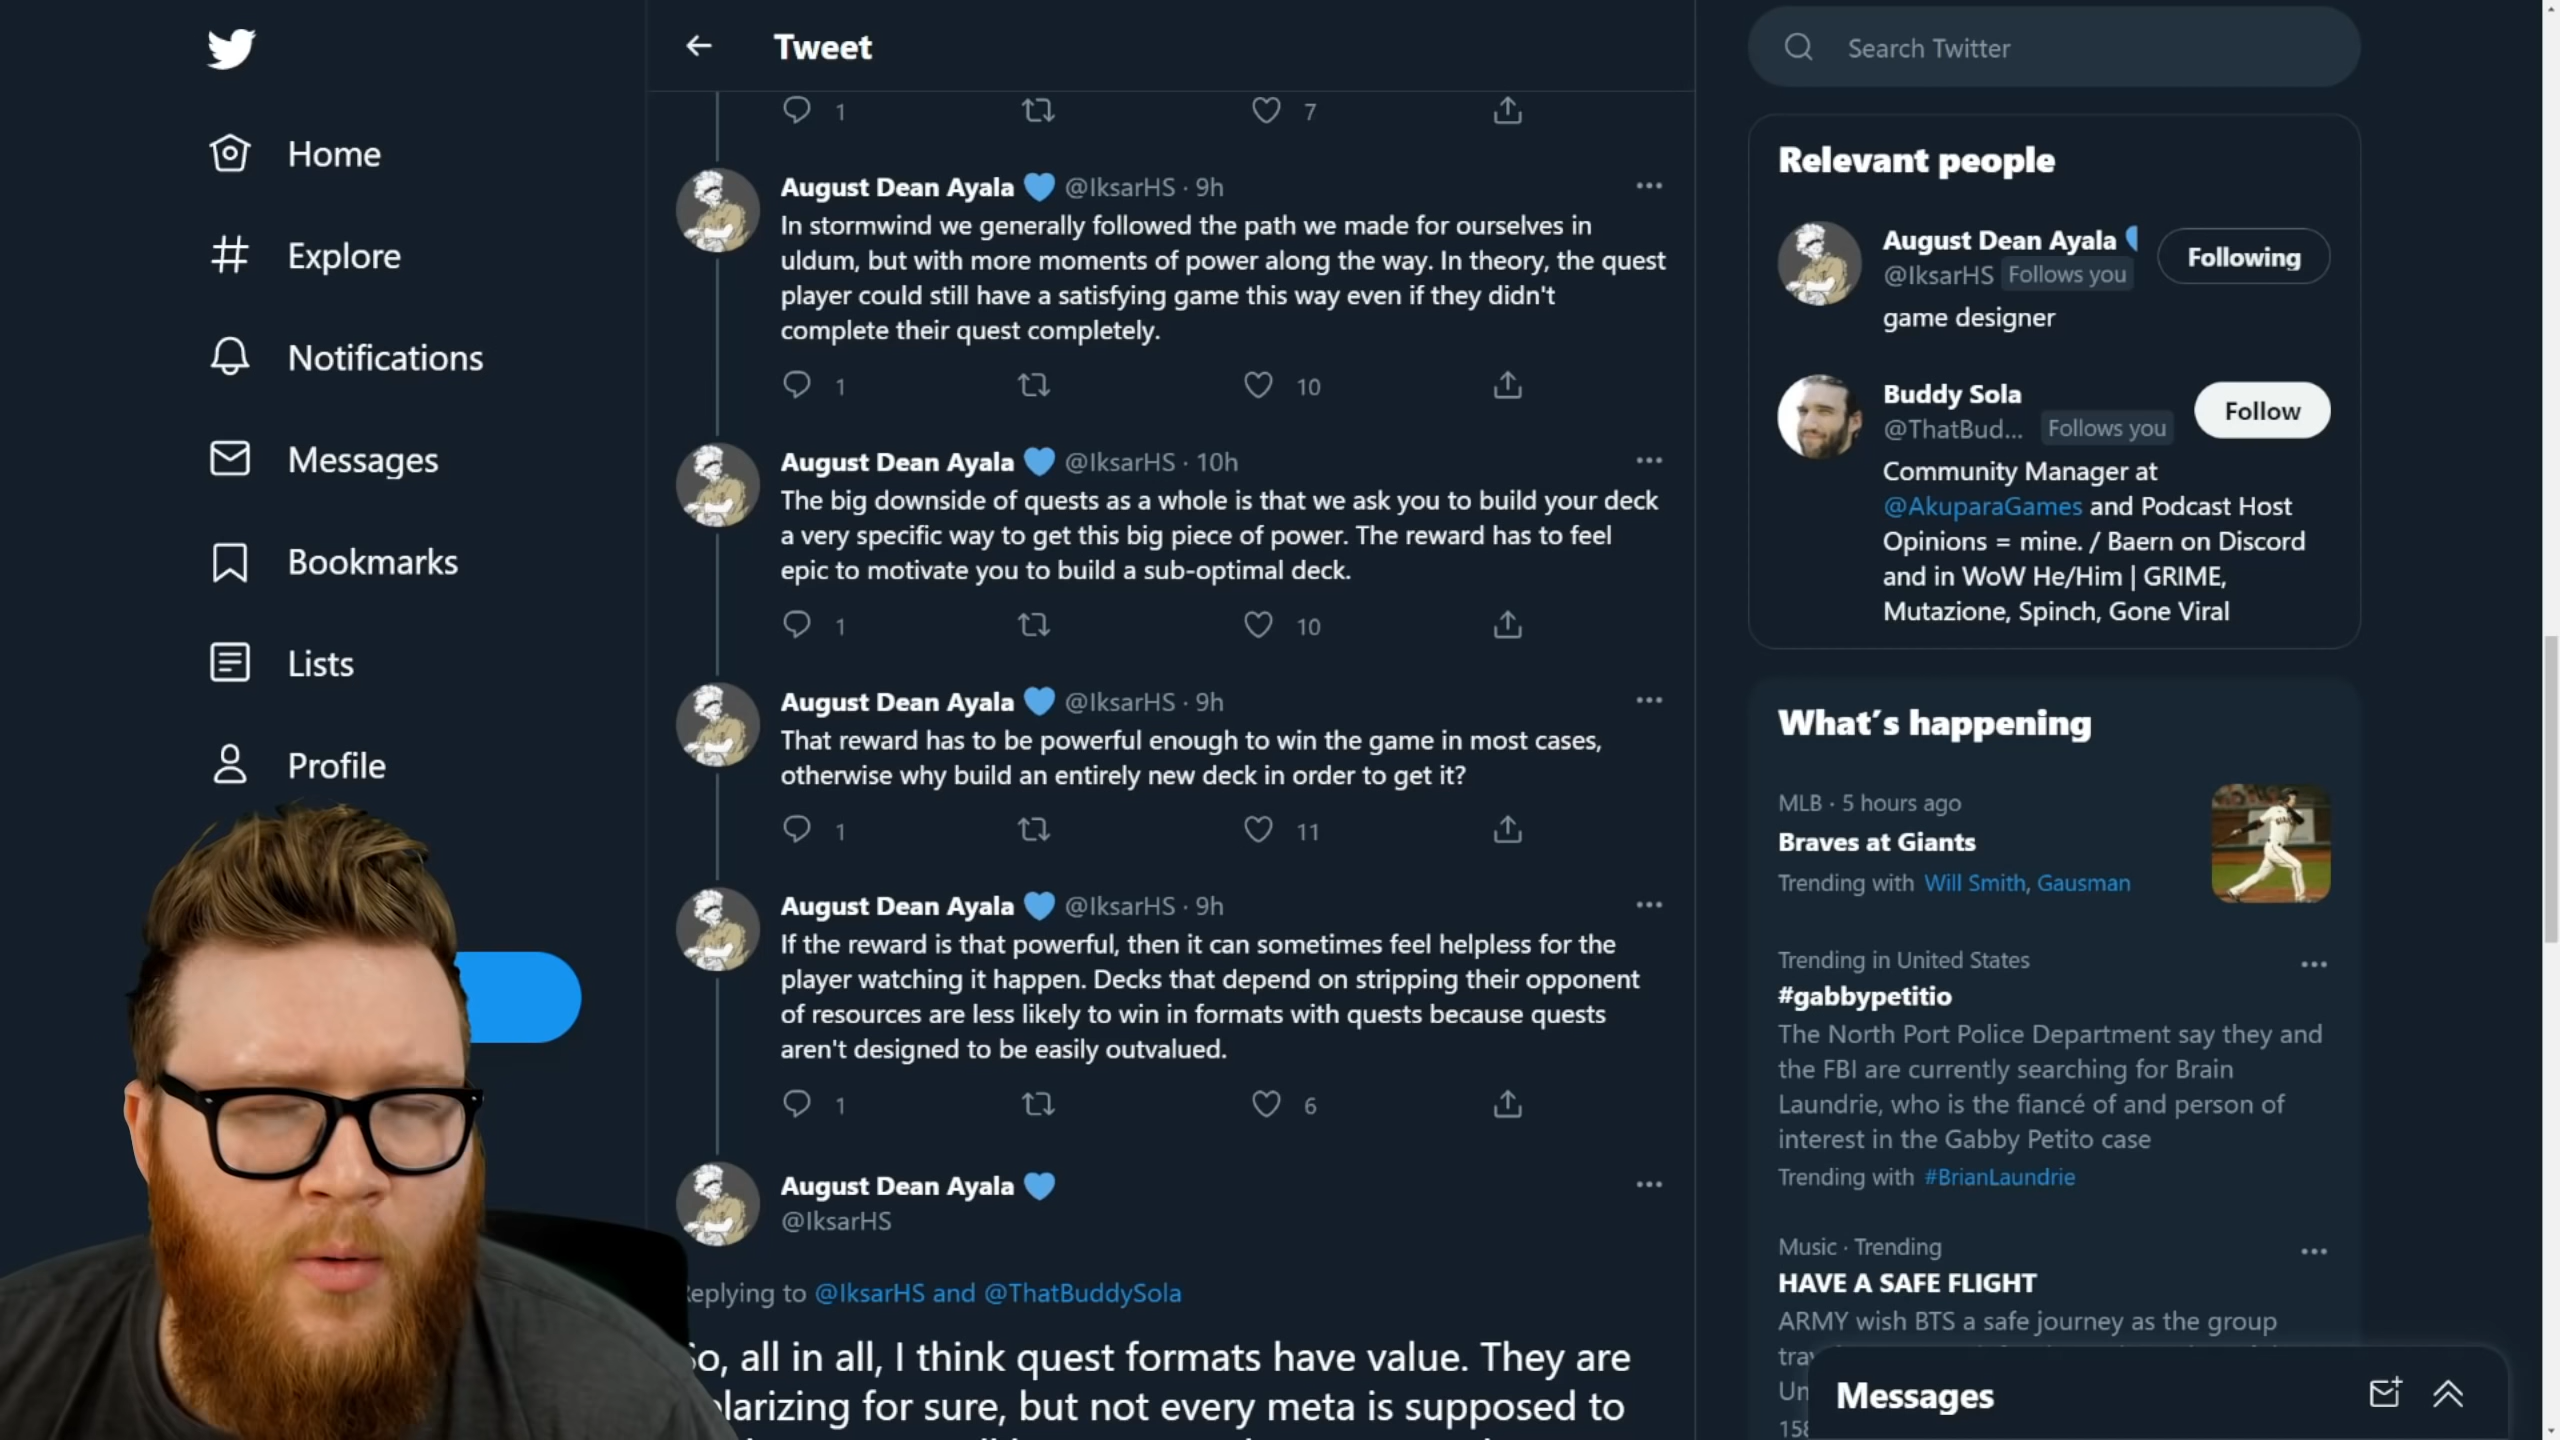 Home
Explore
Notifications
Messages
Bookmarks
Lists
Profile
Tweet
1
7
August Dean Ayala 💙 @IksarHS · 9h
In stormwind we generally followed the path we made for ourselves in
uldum, but with more moments of power along the way. In theory, the quest
player could still have a satisfying game this way even if they didn't
complete their quest completely.
1
10
August Dean Ayala 💙 @IksarHS · 10h
The big downside of quests as a whole is that we ask you to build your deck
a very specific way to get this big piece of power. The reward has to feel
epic to motivate you to build a sub-optimal deck.
1
10
August Dean Ayala 💙 @IksarHS · 9h
That reward has to be powerful enough to win the game in most cases,
otherwise why build an entirely new deck in order to get it?
1
11
August Dean Ayala 💙 @IksarHS · 9h
If the reward is that powerful, then it can sometimes feel helpless for the
player watching it happen. Decks that depend on stripping their opponent
of resources are less likely to win in formats with quests because quests
aren't designed to be easily outvalued.
1
6
August Dean Ayala 💙
@IksarHS
Replying to @IksarHS and @ThatBuddySola
So, all in all, I think quest formats have value. They are
polarizing for sure, but not every meta is supposed to
Search Twitter
Relevant people
August Dean Ayala
@IksarHS Follows you
Following
game designer
Buddy Sola
@ThatBud... Follows you
Follow
Community Manager at
@AkuparaGames and Podcast Host
Opinions = mine. / Baern on Discord
and in WoW He/Him | GRIME,
Mutazione, Spinch, Gone Viral
What's happening
MLB · 5 hours ago
Braves at Giants
Trending with Will Smith, Gausman
Trending in United States
#gabbypetitio
The North Port Police Department say they and
the FBI are currently searching for Brain
Laundrie, who is the fiancé of and person of
interest in the Gabby Petito case
Trending with #BrianLaundrie
Music · Trending
HAVE A SAFE FLIGHT
ARMY wish BTS a safe journey as the group
Messages